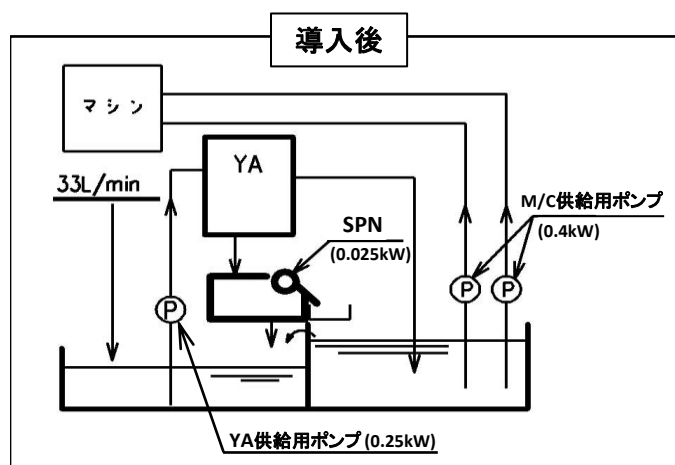 導入後
マシン
YA
33L/min
M/C供給用ポンプ
(0.4kW)
SPN
(0.025kW)
P
P
P
YA供給用ポンプ(0.25kW)